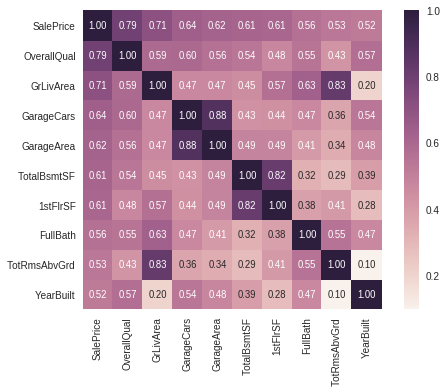 SalePrice 1.00 0.79 0.71 0.64 0.62 0.61 0.61 0.56 0.53 0.52
OverallQual 0.79 1.00 0.59 0.60 0.56 0.54 0.48 0.55 0.43 0.57
GrLivArea 0.71 0.59 1.00 0.47 0.47 0.45 0.57 0.63 0.83 0.20
GarageCars 0.64 0.60 0.47 1.00 0.88 0.43 0.44 0.47 0.36 0.54
GarageArea 0.62 0.56 0.47 0.88 1.00 0.49 0.49 0.41 0.34 0.48
TotalBsmtSF 0.61 0.54 0.45 0.43 0.49 1.00 0.82 0.32 0.29 0.39
1stFlrSF 0.61 0.48 0.57 0.44 0.49 0.82 1.00 0.38 0.41 0.28
FullBath 0.56 0.55 0.63 0.47 0.41 0.32 0.38 1.00 0.55 0.47
TotRmsAbvGrd 0.53 0.43 0.83 0.36 0.34 0.29 0.41 0.55 1.00 0.10
YearBuilt 0.52 0.57 0.20 0.54 0.48 0.39 0.28 0.47 0.10 1.00
SalePrice
OverallQual
GrLivArea
GarageCars
GarageArea
TotalBsmtSF
1stFlrSF
FullBath
TotRmsAbvGrd
YearBuilt
1.0
0.8
0.6
0.4
0.2